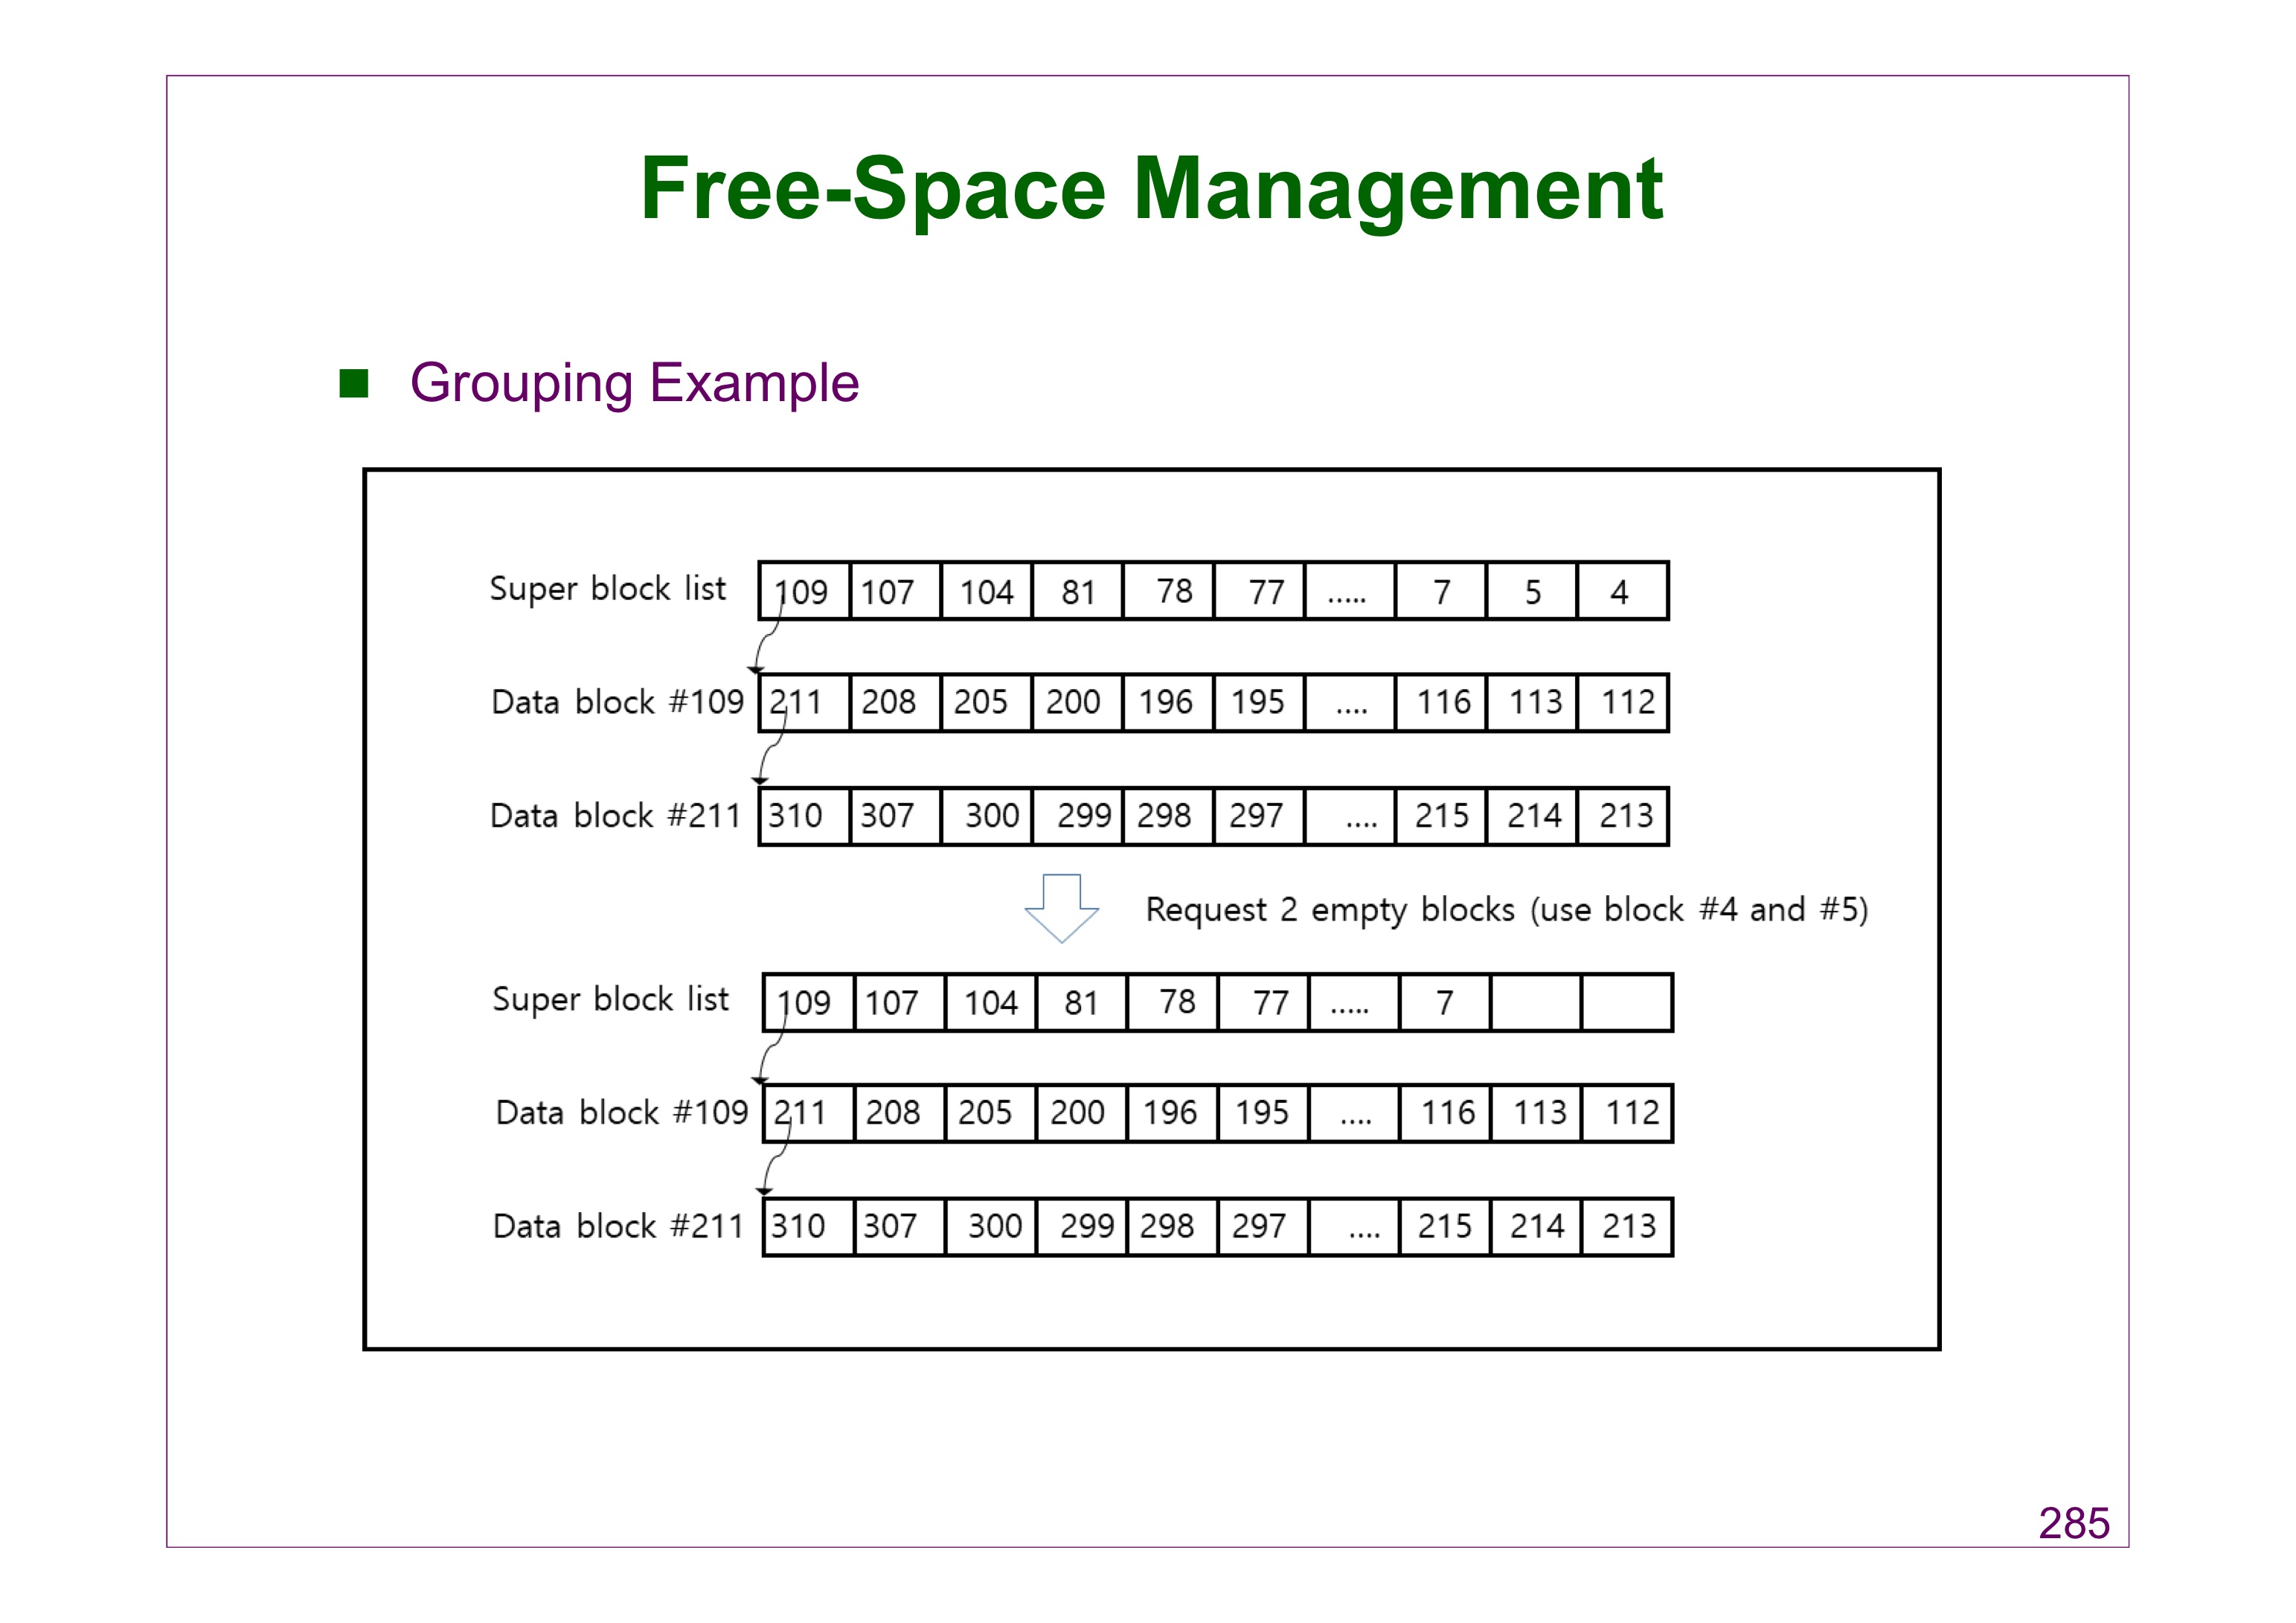 Free-Space Management
Grouping Example
Super block list 109 107 104 81 78 77 ..... 7 5 4
Data block #109 211 208 205 200 196 195 .... 116 113 112
Data block #211 310 307 300 299 298 297 .... 215 214 213
Request 2 empty blocks (use block #4 and #5)
Super block list 109 107 104 81 78 77 ..... 7
Data block #109 211 208 205 200 196 195 .... 116 113 112
Data block #211 310 307 300 299 298 297 .... 215 214 213
285